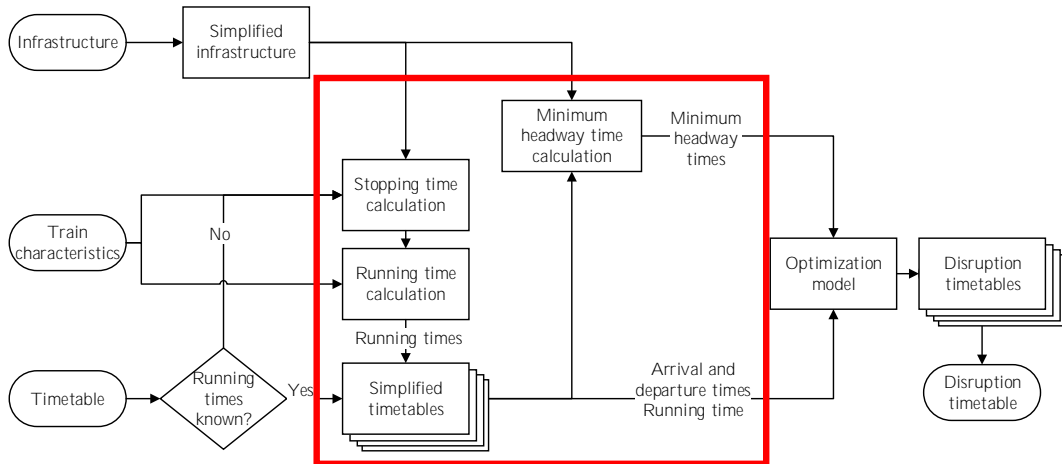 Infrastructure
Simplified
infrastructure
Minimum
headway time
calculation
Minimum
headway
times
Stopping time
calculation
No
Train
characteristics
Running time
calculation
Optimization
model
Disruption
timetables
Running times
Timetable
Running
times
known?
Yes
Simplified
timetables
Arrival and
departure times
Running time
Disruption
timetable